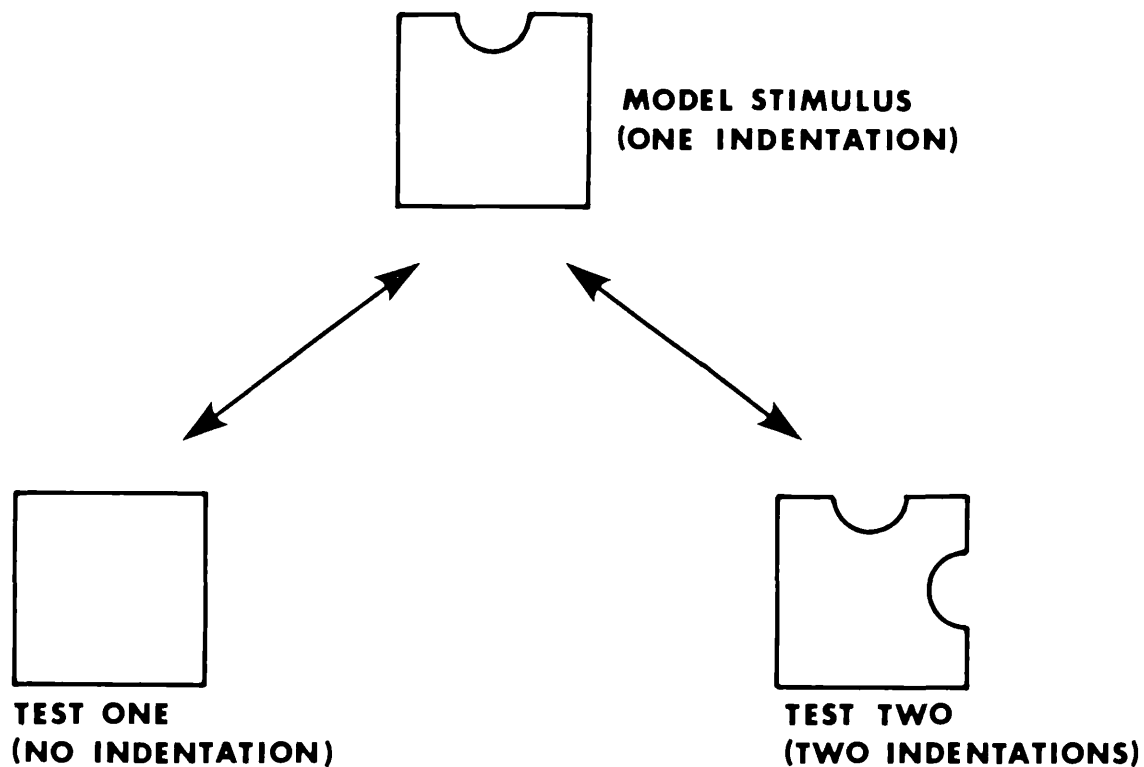 MODEL STIMULUS
(ONE INDENTATION)
TEST ONE
(NO INDENTATION)
TEST TWO
(TWO INDENTATIONS)